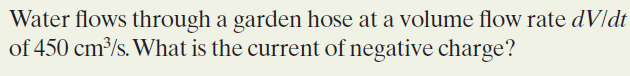 Water flows through a garden hose at a volume flow rate dV/dt
of 450 cm³/s. What is the current of negative charge?